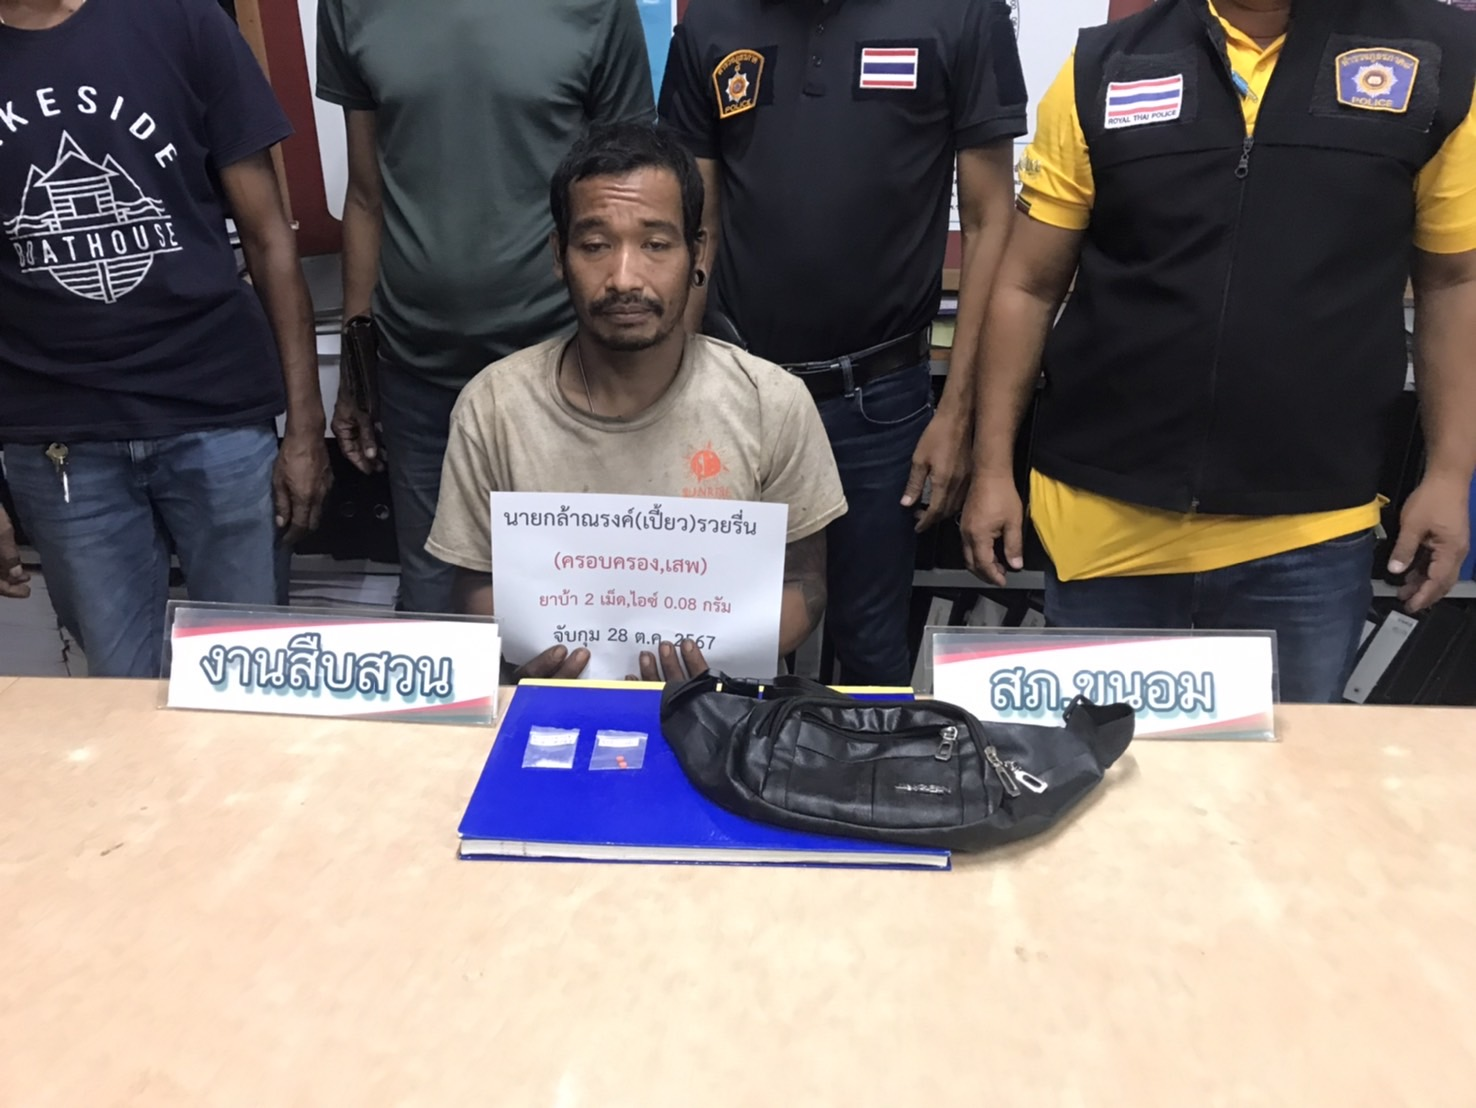 KESIDE
BOATHOUSE
POLICE
ROYAL THAI POLICE
POLICE
นายกล้าณรงค์(เปี้ยว)รวยรื่น
(ครอบครอง,เสพ)
ยาบ้า 2 เม็ด,ไอซ์ 0.08 กรัม
จับกุม 28 ต.ค. 2567
งานสืบสวน
สภ.ขนอม